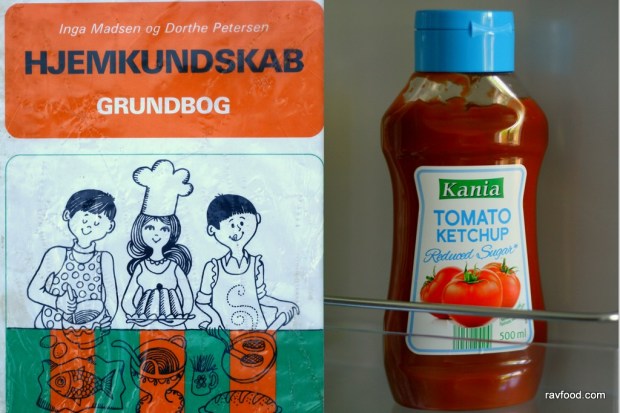 Inga Madsen og Dorthe Petersen
HJEMKUNDSKAB
GRUNDBOG
Kania
TOMATO
KETCHUP
Reduced Sugar*
500 ml
ravfood.com